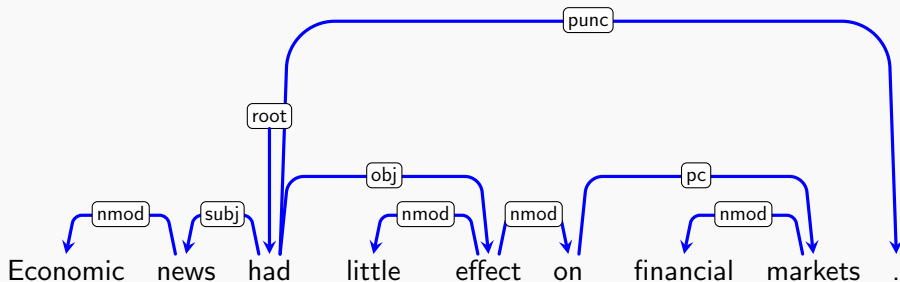 punc
root
obj pc
nmod subj nmod nmod nmod
Economic news had little effect on financial markets .